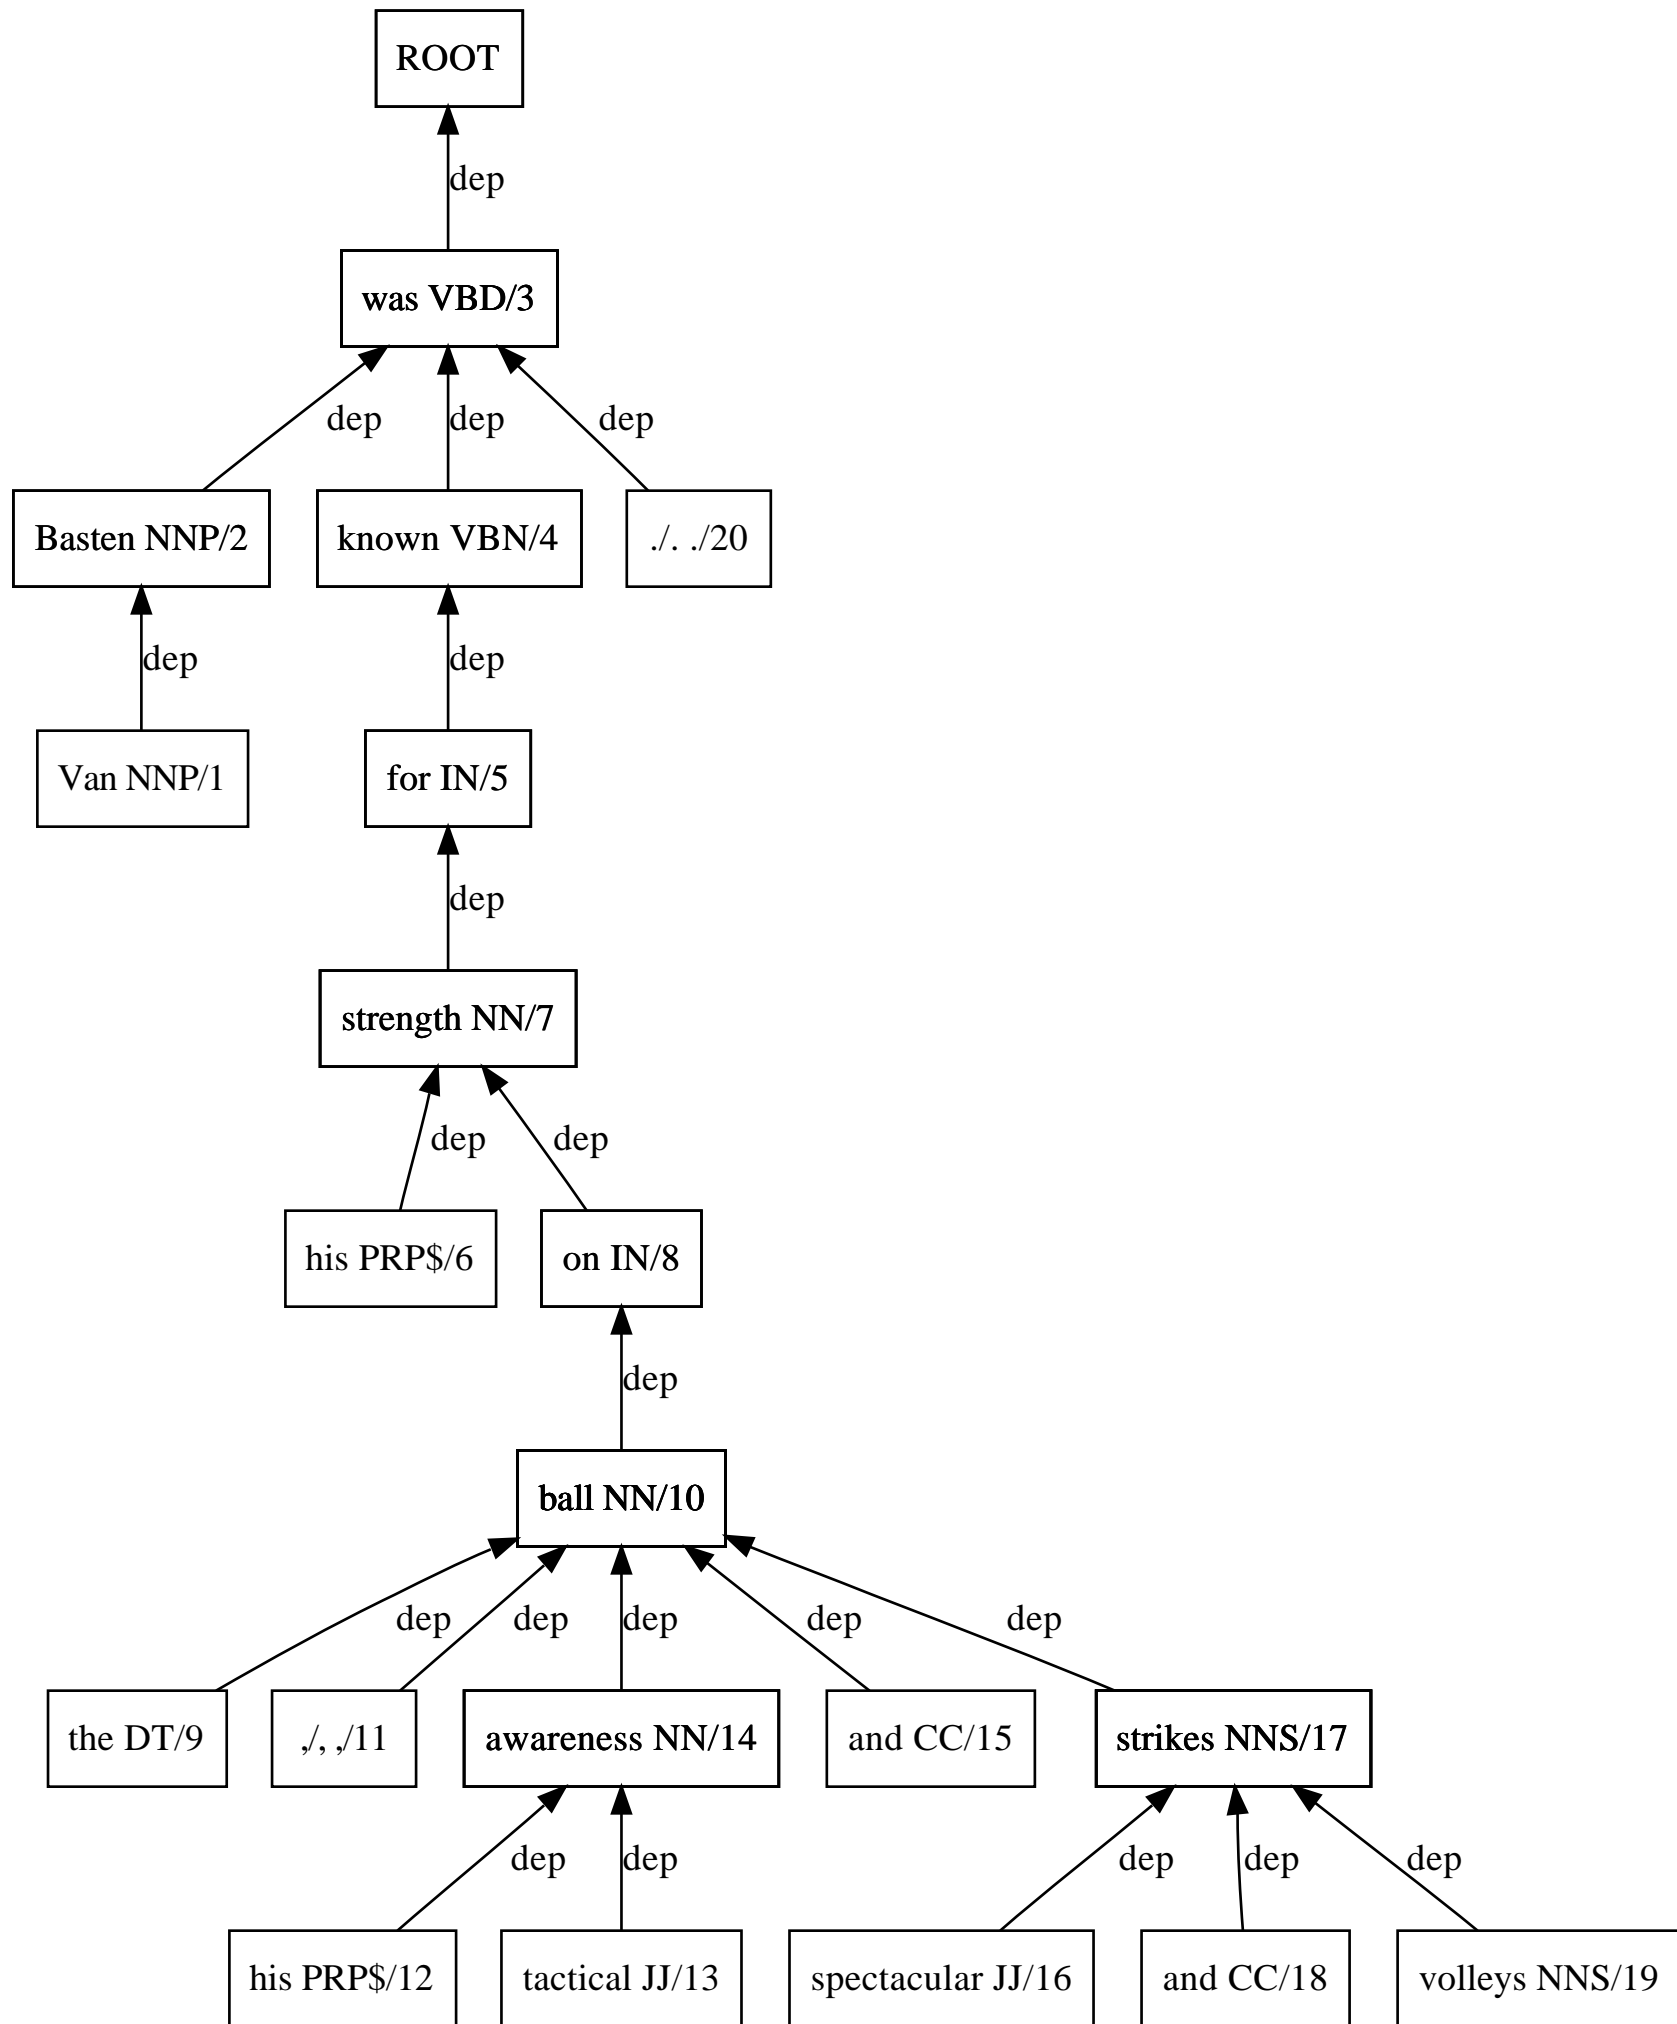 ROOT
dep
was VBD/3
dep dep dep
Basten NNP/2 known VBN/4 ./. ./20
dep dep
Van NNP/1 for IN/5
dep
strength NN/7
dep dep
his PRP$/6 on IN/8
dep
ball NN/10
dep dep dep dep dep
the DT/9 ,/, ,/11 awareness NN/14 and CC/15 strikes NNS/17
dep dep dep dep dep
his PRP$/12 tactical JJ/13 spectacular JJ/16 and CC/18 volleys NNS/19